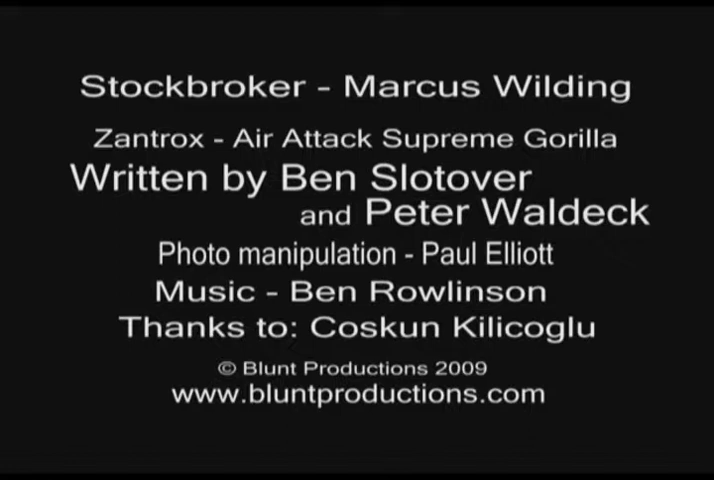 Stockbroker - Marcus Wilding
Zantrox - Air Attack Supreme Gorilla
Written by Ben Slotover
and Peter Waldeck
Photo manipulation - Paul Elliott
Music - Ben Rowlinson
Thanks to: Coskun Kilicoglu
© Blunt Productions 2009
www.bluntproductions.com